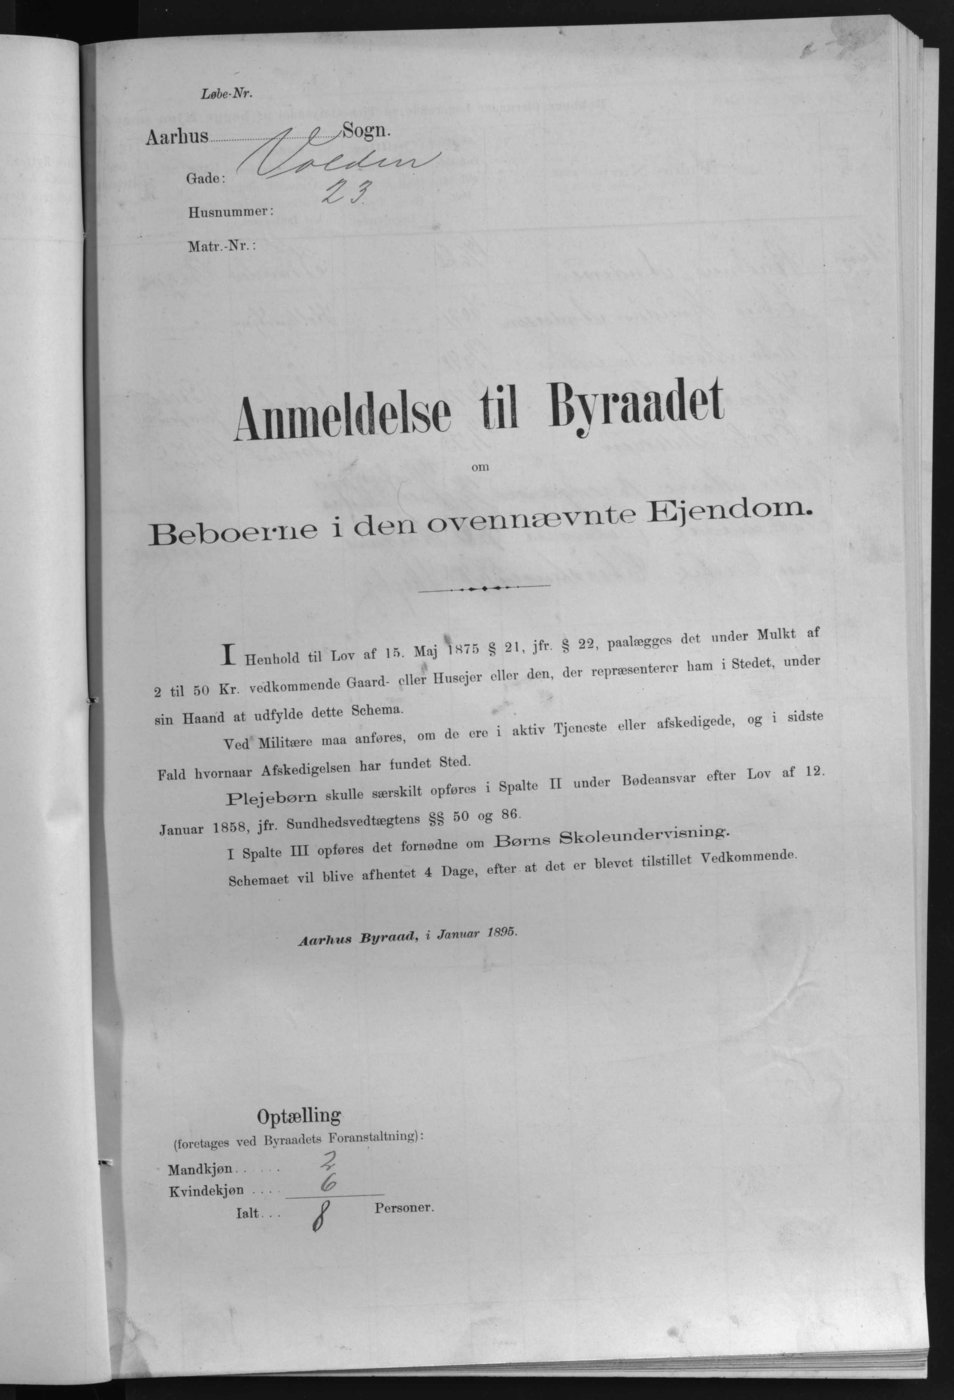 Løbe-Nr.
Aarhus Sogn.
Gade: Volden
Husnummer: 23.
Matr.-Nr.:
Anmeldelse til Byraadet
om
Beboerne i den ovennævnte Ejendom.
I Henhold til Lov af 15. Maj 1875 § 21, jfr. § 22, paalægges det under Mulkt af
2 til 50 Kr. vedkommende Gaard- eller Husejer eller den, der repræsenterer ham i Stedet, under
sin Haand at udfylde dette Schema.
Ved Militære maa anføres, om de ere i aktiv Tjeneste eller afskedigede, og i sidste
Fald hvornaar Afskedigelsen har fundet Sted.
Plejebørn skulle særskilt opføres i Spalte II under Bødeansvar efter Lov af 12.
Januar 1858, jfr. Sundhedsvedtægtens §§ 50 og 86.
I Spalte III opføres det fornødne om Børns Skoleundervisning.
Schemaet vil blive afhentet 4 Dage, efter at det er blevet tilstillet Vedkommende.
Aarhus Byraad, i Januar 1895.
Optælling
(foretages ved Byraadets Foranstaltning):
Mandkjøn...... 2
Kvindekjøn .... 6
Ialt... 8 Personer.